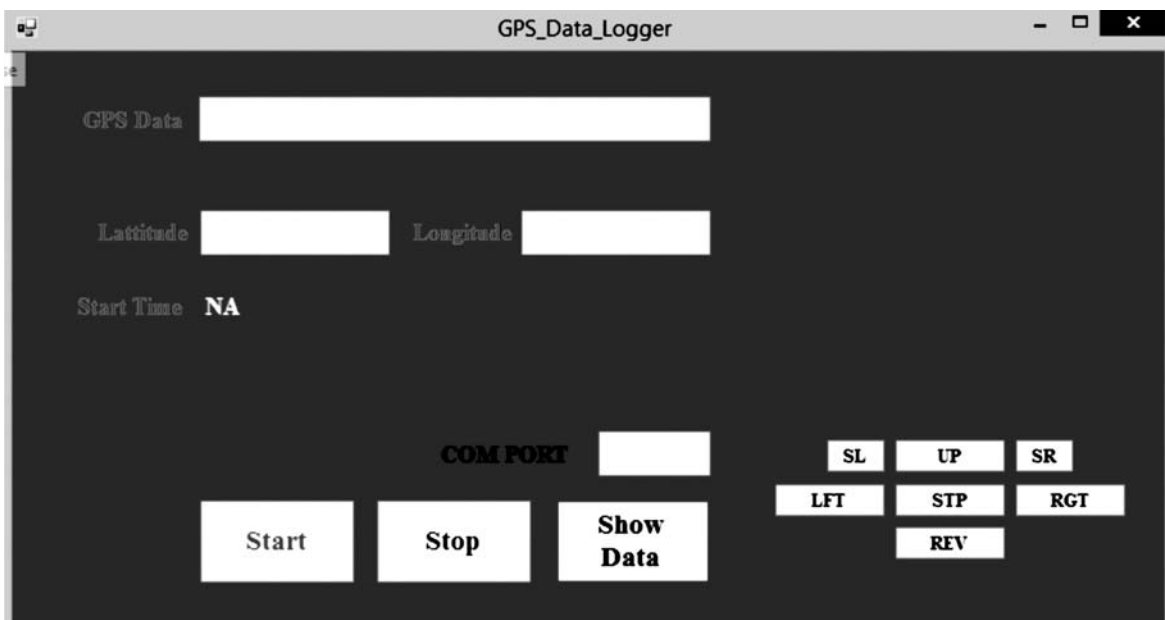 GPS_Data_Logger
se
GPS Data
Lattitude
Longitude
Start Time NA
COM PORT
SL UP SR
LFT STP RGT
REV
Start
Stop
Show
Data